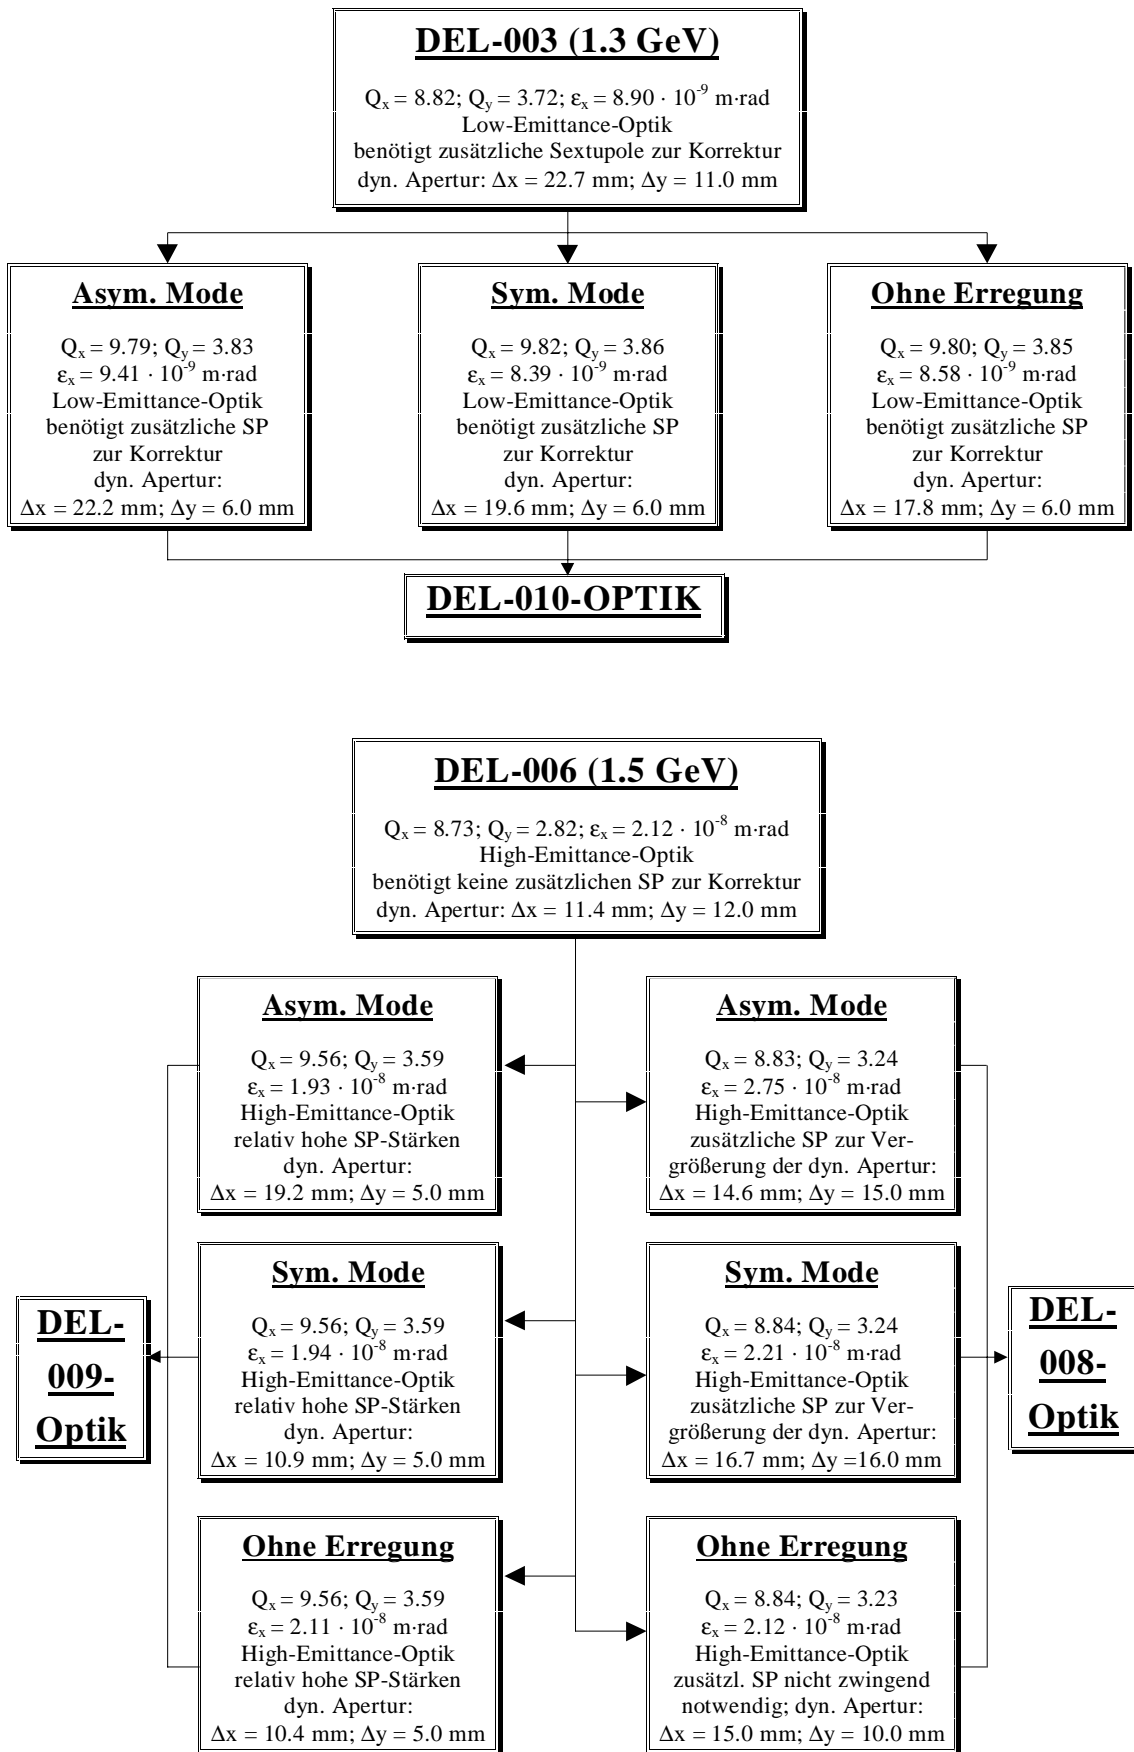 DEL-003 (1.3 GeV)
Qx = 8.82; Qy = 3.72; εx = 8.90 · 10-9 m·rad
Low-Emittance-Optik
benötigt zusätzliche Sextupole zur Korrektur
dyn. Apertur: Δx = 22.7 mm; Δy = 11.0 mm
Asym. Mode
Qx = 9.79; Qy = 3.83
εx = 9.41 · 10-9 m·rad
Low-Emittance-Optik
benötigt zusätzliche SP
zur Korrektur
dyn. Apertur:
Δx = 22.2 mm; Δy = 6.0 mm
Sym. Mode
Qx = 9.82; Qy = 3.86
εx = 8.39 · 10-9 m·rad
Low-Emittance-Optik
benötigt zusätzliche SP
zur Korrektur
dyn. Apertur:
Δx = 19.6 mm; Δy = 6.0 mm
Ohne Erregung
Qx = 9.80; Qy = 3.85
εx = 8.58 · 10-9 m·rad
Low-Emittance-Optik
benötigt zusätzliche SP
zur Korrektur
dyn. Apertur:
Δx = 17.8 mm; Δy = 6.0 mm
DEL-010-OPTIK
DEL-006 (1.5 GeV)
Qx = 8.73; Qy = 2.82; εx = 2.12 · 10-8 m·rad
High-Emittance-Optik
benötigt keine zusätzlichen SP zur Korrektur
dyn. Apertur: Δx = 11.4 mm; Δy = 12.0 mm
Asym. Mode
Qx = 9.56; Qy = 3.59
εx = 1.93 · 10-8 m·rad
High-Emittance-Optik
relativ hohe SP-Stärken
dyn. Apertur:
Δx = 19.2 mm; Δy = 5.0 mm
Asym. Mode
Qx = 8.83; Qy = 3.24
εx = 2.75 · 10-8 m·rad
High-Emittance-Optik
zusätzliche SP zur Ver-
größerung der dyn. Apertur:
Δx = 14.6 mm; Δy = 15.0 mm
DEL-
009-
Optik
Sym. Mode
Qx = 9.56; Qy = 3.59
εx = 1.94 · 10-8 m·rad
High-Emittance-Optik
relativ hohe SP-Stärken
dyn. Apertur:
Δx = 10.9 mm; Δy = 5.0 mm
Sym. Mode
Qx = 8.84; Qy = 3.24
εx = 2.21 · 10-8 m·rad
High-Emittance-Optik
zusätzliche SP zur Ver-
größerung der dyn. Apertur:
Δx = 16.7 mm; Δy =16.0 mm
DEL-
008-
Optik
Ohne Erregung
Qx = 9.56; Qy = 3.59
εx = 2.11 · 10-8 m·rad
High-Emittance-Optik
relativ hohe SP-Stärken
dyn. Apertur:
Δx = 10.4 mm; Δy = 5.0 mm
Ohne Erregung
Qx = 8.84; Qy = 3.23
εx = 2.12 · 10-8 m·rad
High-Emittance-Optik
zusätzl. SP nicht zwingend
notwendig; dyn. Apertur:
Δx = 15.0 mm; Δy = 10.0 mm